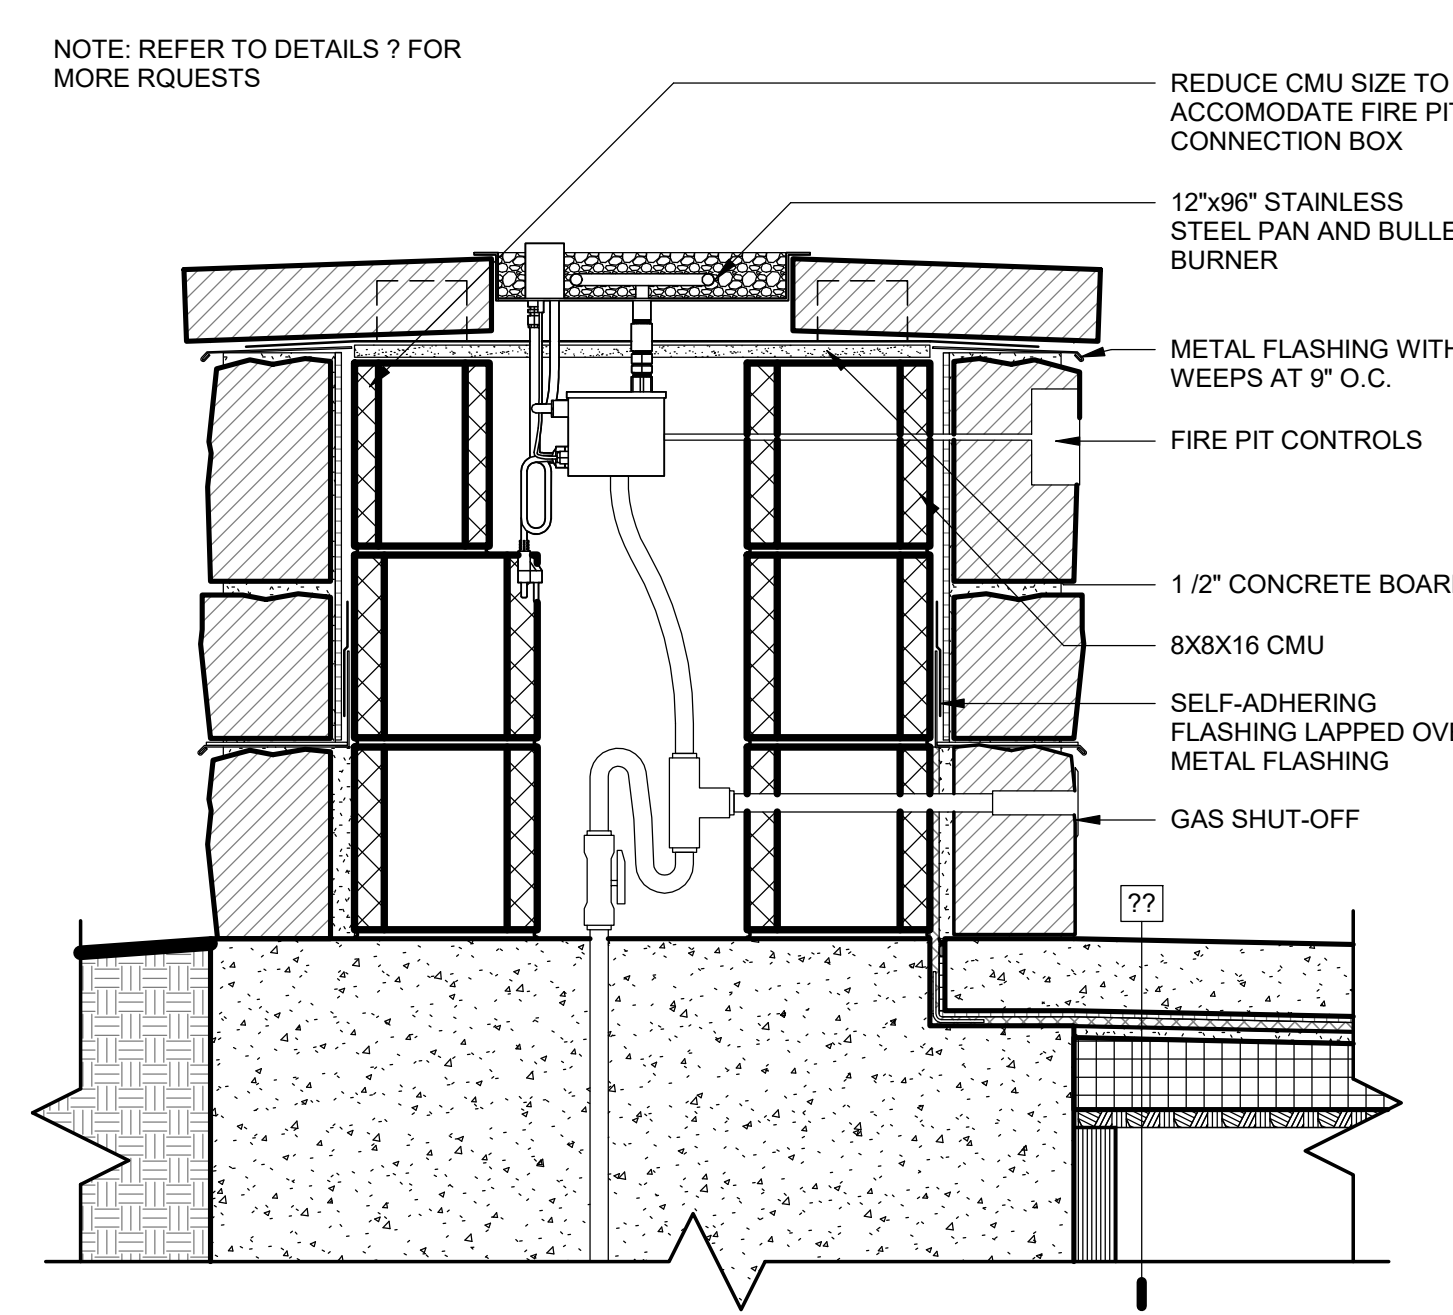 NOTE: REFER TO DETAILS ? FOR
MORE RQUESTS
REDUCE CMU SIZE TO
ACCOMODATE FIRE PIT
CONNECTION BOX
12"x96" STAINLESS
STEEL PAN AND BULLE
BURNER
METAL FLASHING WITH
WEEPS AT 9" O.C.
FIRE PIT CONTROLS
1 /2" CONCRETE BOAR
8X8X16 CMU
SELF-ADHERING
FLASHING LAPPED OV
METAL FLASHING
GAS SHUT-OFF
??